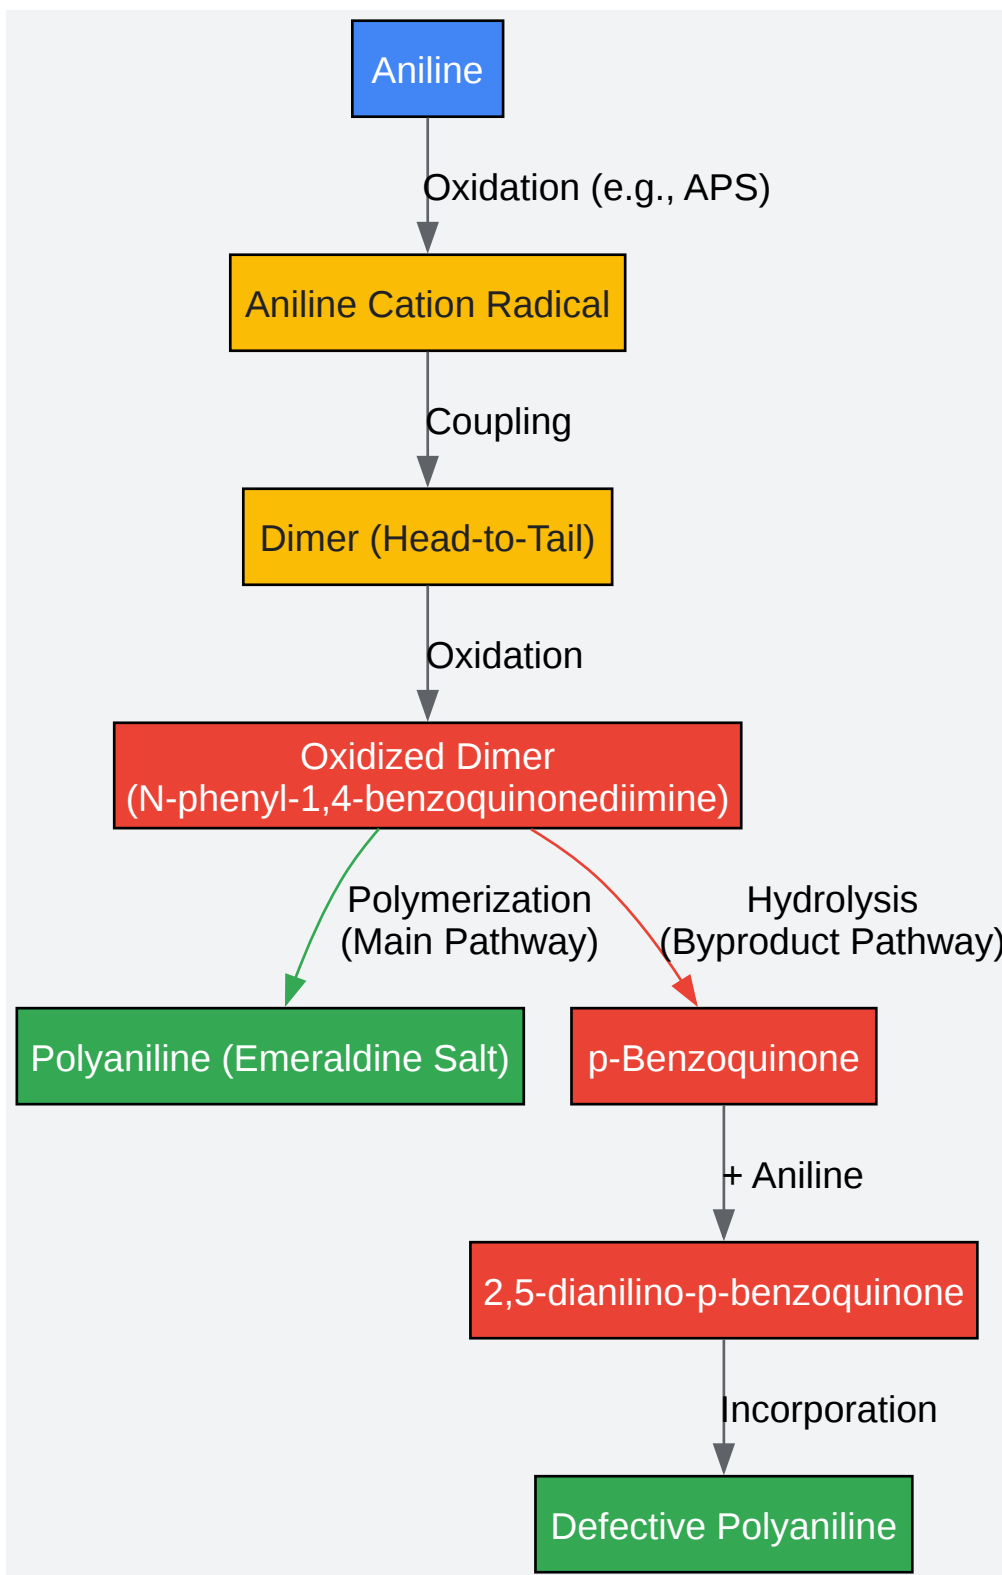 Aniline
Oxidation (e.g., APS)
Aniline Cation Radical
Coupling
Dimer (Head-to-Tail)
Oxidation
Oxidized Dimer
(N-phenyl-1,4-benzoquinonediimine)
Polymerization
(Main Pathway)
Hydrolysis
(Byproduct Pathway)
Polyaniline (Emeraldine Salt)
p-Benzoquinone
+ Aniline
2,5-dianilino-p-benzoquinone
Incorporation
Defective Polyaniline